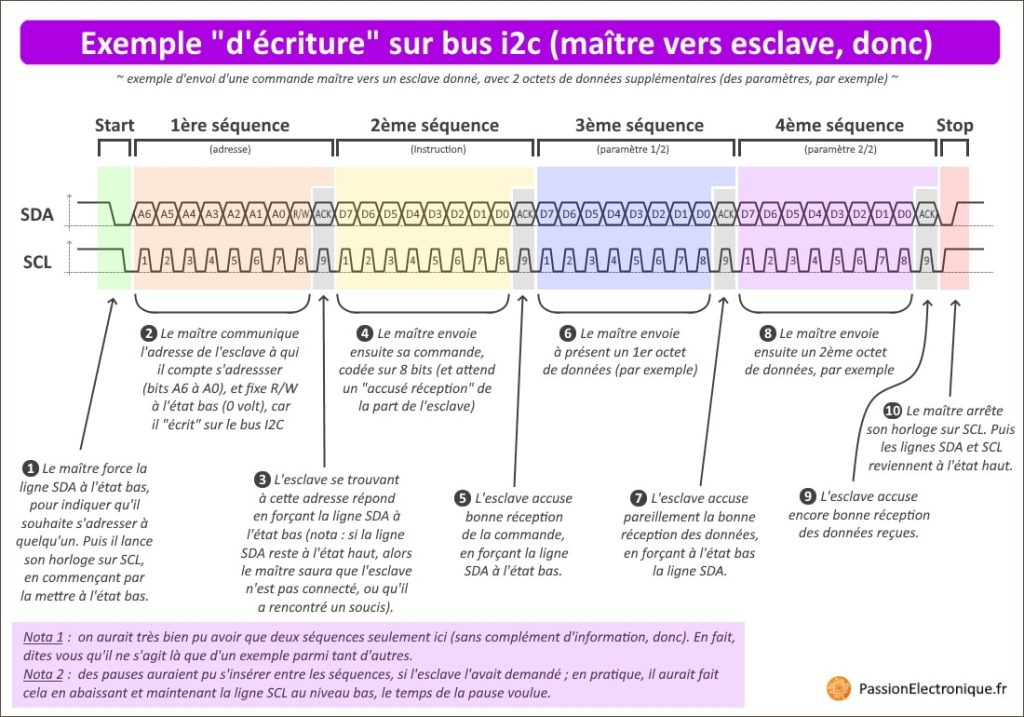 Exemple "d'écriture" sur bus i2c (maître vers esclave, donc)
~ exemple d'envoi d'une commande maître vers un esclave donné, avec 2 octets de données supplémentaires (des paramètres, par exemple) ~
Start 1ère séquence 2ème séquence 3ème séquence 4ème séquence Stop
(adresse) (instruction) (paramètre 1/2) (paramètre 2/2)
SDA A6 A5 A4 A3 A2 A1 A0 R/W ACK D7 D6 D5 D4 D3 D2 D1 D0 ACK D7 D6 D5 D4 D3 D2 D1 D0 ACK D7 D6 D5 D4 D3 D2 D1 D0 ACK
SCL 1 2 3 4 5 6 7 8 9 1 2 3 4 5 6 7 8 9 1 2 3 4 5 6 7 8 9 1 2 3 4 5 6 7 8 9
1 Le maître force la
ligne SDA à l'état bas,
pour indiquer qu'il
souhaite s'adresser à
quelqu'un. Puis il lance
son horloge sur SCL,
en commençant par
la mettre à l'état bas.
2 Le maître communique
l'adresse de l'esclave à qui
il compte s'adressser
(bits A6 à A0), et fixe R/W
à l'état bas (0 volt), car
il "écrit" sur le bus I2C
3 L'esclave se trouvant
à cette adresse répond
en forçant la ligne SDA à
l'état bas (nota : si la ligne
SDA reste à l'état haut, alors
le maître saura que l'esclave
n'est pas connecté, ou qu'il
a rencontré un soucis).
4 Le maître envoie
ensuite sa commande,
codée sur 8 bits (et attend
un "accusé réception" de
la part de l'esclave)
5 L'esclave accuse
bonne réception
de la commande,
en forçant la ligne
SDA à l'état bas.
6 Le maître envoie
à présent un 1er octet
de données (par exemple)
7 L'esclave accuse
pareillement la bonne
réception des données,
en forçant à l'état bas
la ligne SDA.
8 Le maître envoie
ensuite un 2ème octet
de données, par exemple
9 L'esclave accuse
encore bonne réception
des données reçues.
10 Le maître arrête
son horloge sur SCL. Puis
les lignes SDA et SCL
reviennent à l'état haut.
Nota 1 : on aurait très bien pu avoir que deux séquences seulement ici (sans complément d'information, donc). En fait,
dites vous qu'il ne s'agit là que d'un exemple parmi tant d'autres.
Nota 2 : des pauses auraient pu s'insérer entre les séquences, si l'esclave l'avait demandé ; en pratique, il aurait fait
cela en abaissant et maintenant la ligne SCL au niveau bas, le temps de la pause voulue.
PassionElectronique.fr